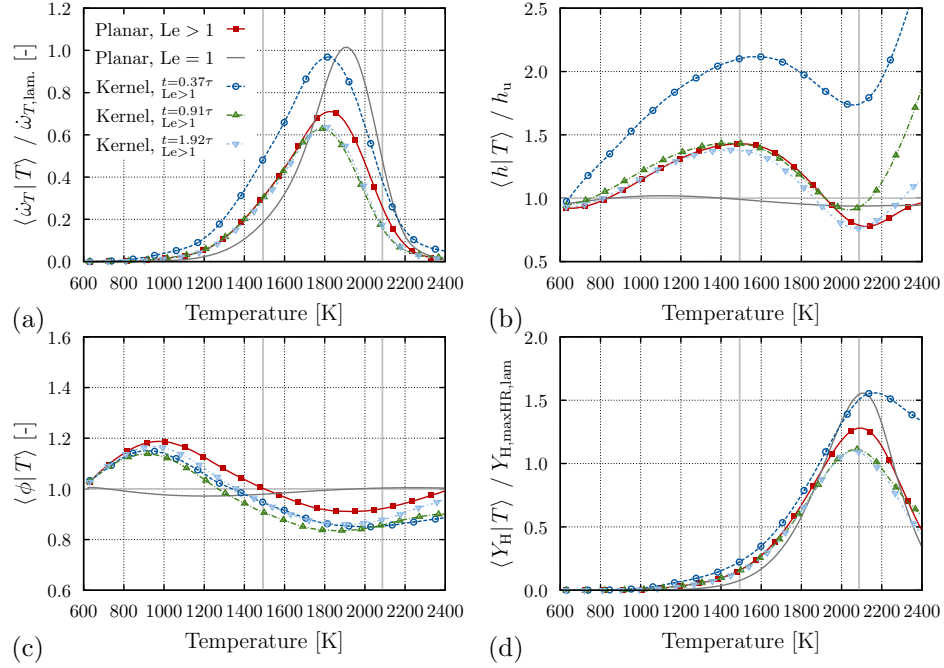 ⟨ω̇_T|T⟩ / ω̇_T,lam. [-]
1.2
1.0
0.8
0.6
0.4
0.2
0.0
Planar, Le > 1
Planar, Le = 1
Kernel, t=0.37τ Le>1
Kernel, t=0.91τ Le>1
Kernel, t=1.92τ Le>1
600 800 1000 1200 1400 1600 1800 2000 2200 2400
Temperature [K]
(a)
⟨h|T⟩ / h_u
2.5
2.0
1.5
1.0
0.5
600 800 1000 1200 1400 1600 1800 2000 2200 2400
Temperature [K]
(b)
⟨ϕ|T⟩ [-]
1.6
1.4
1.2
1.0
0.8
0.6
600 800 1000 1200 1400 1600 1800 2000 2200 2400
Temperature [K]
(c)
⟨Y_H|T⟩ / Y_H,maxHR,lam
2.0
1.5
1.0
0.5
0.0
600 800 1000 1200 1400 1600 1800 2000 2200 2400
Temperature [K]
(d)